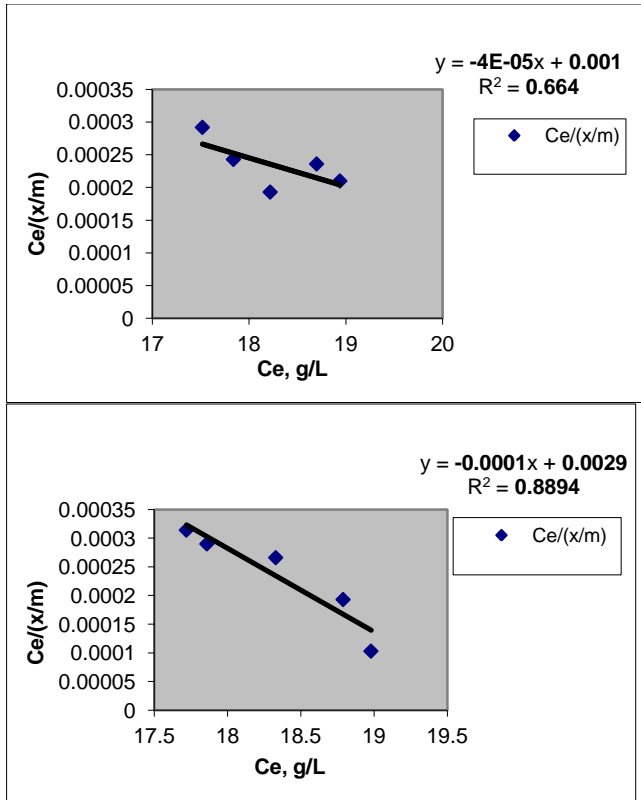 y = -4E-05x + 0.001
R² = 0.664
0.00035
0.0003
0.00025
0.0002
0.00015
0.0001
0.00005
0
Ce/(x/m)
17 18 19 20
Ce, g/L
Ce/(x/m)
y = -0.0001x + 0.0029
R² = 0.8894
0.00035
0.0003
0.00025
0.0002
0.00015
0.0001
0.00005
0
Ce/(x/m)
17.5 18 18.5 19 19.5
Ce, g/L
Ce/(x/m)